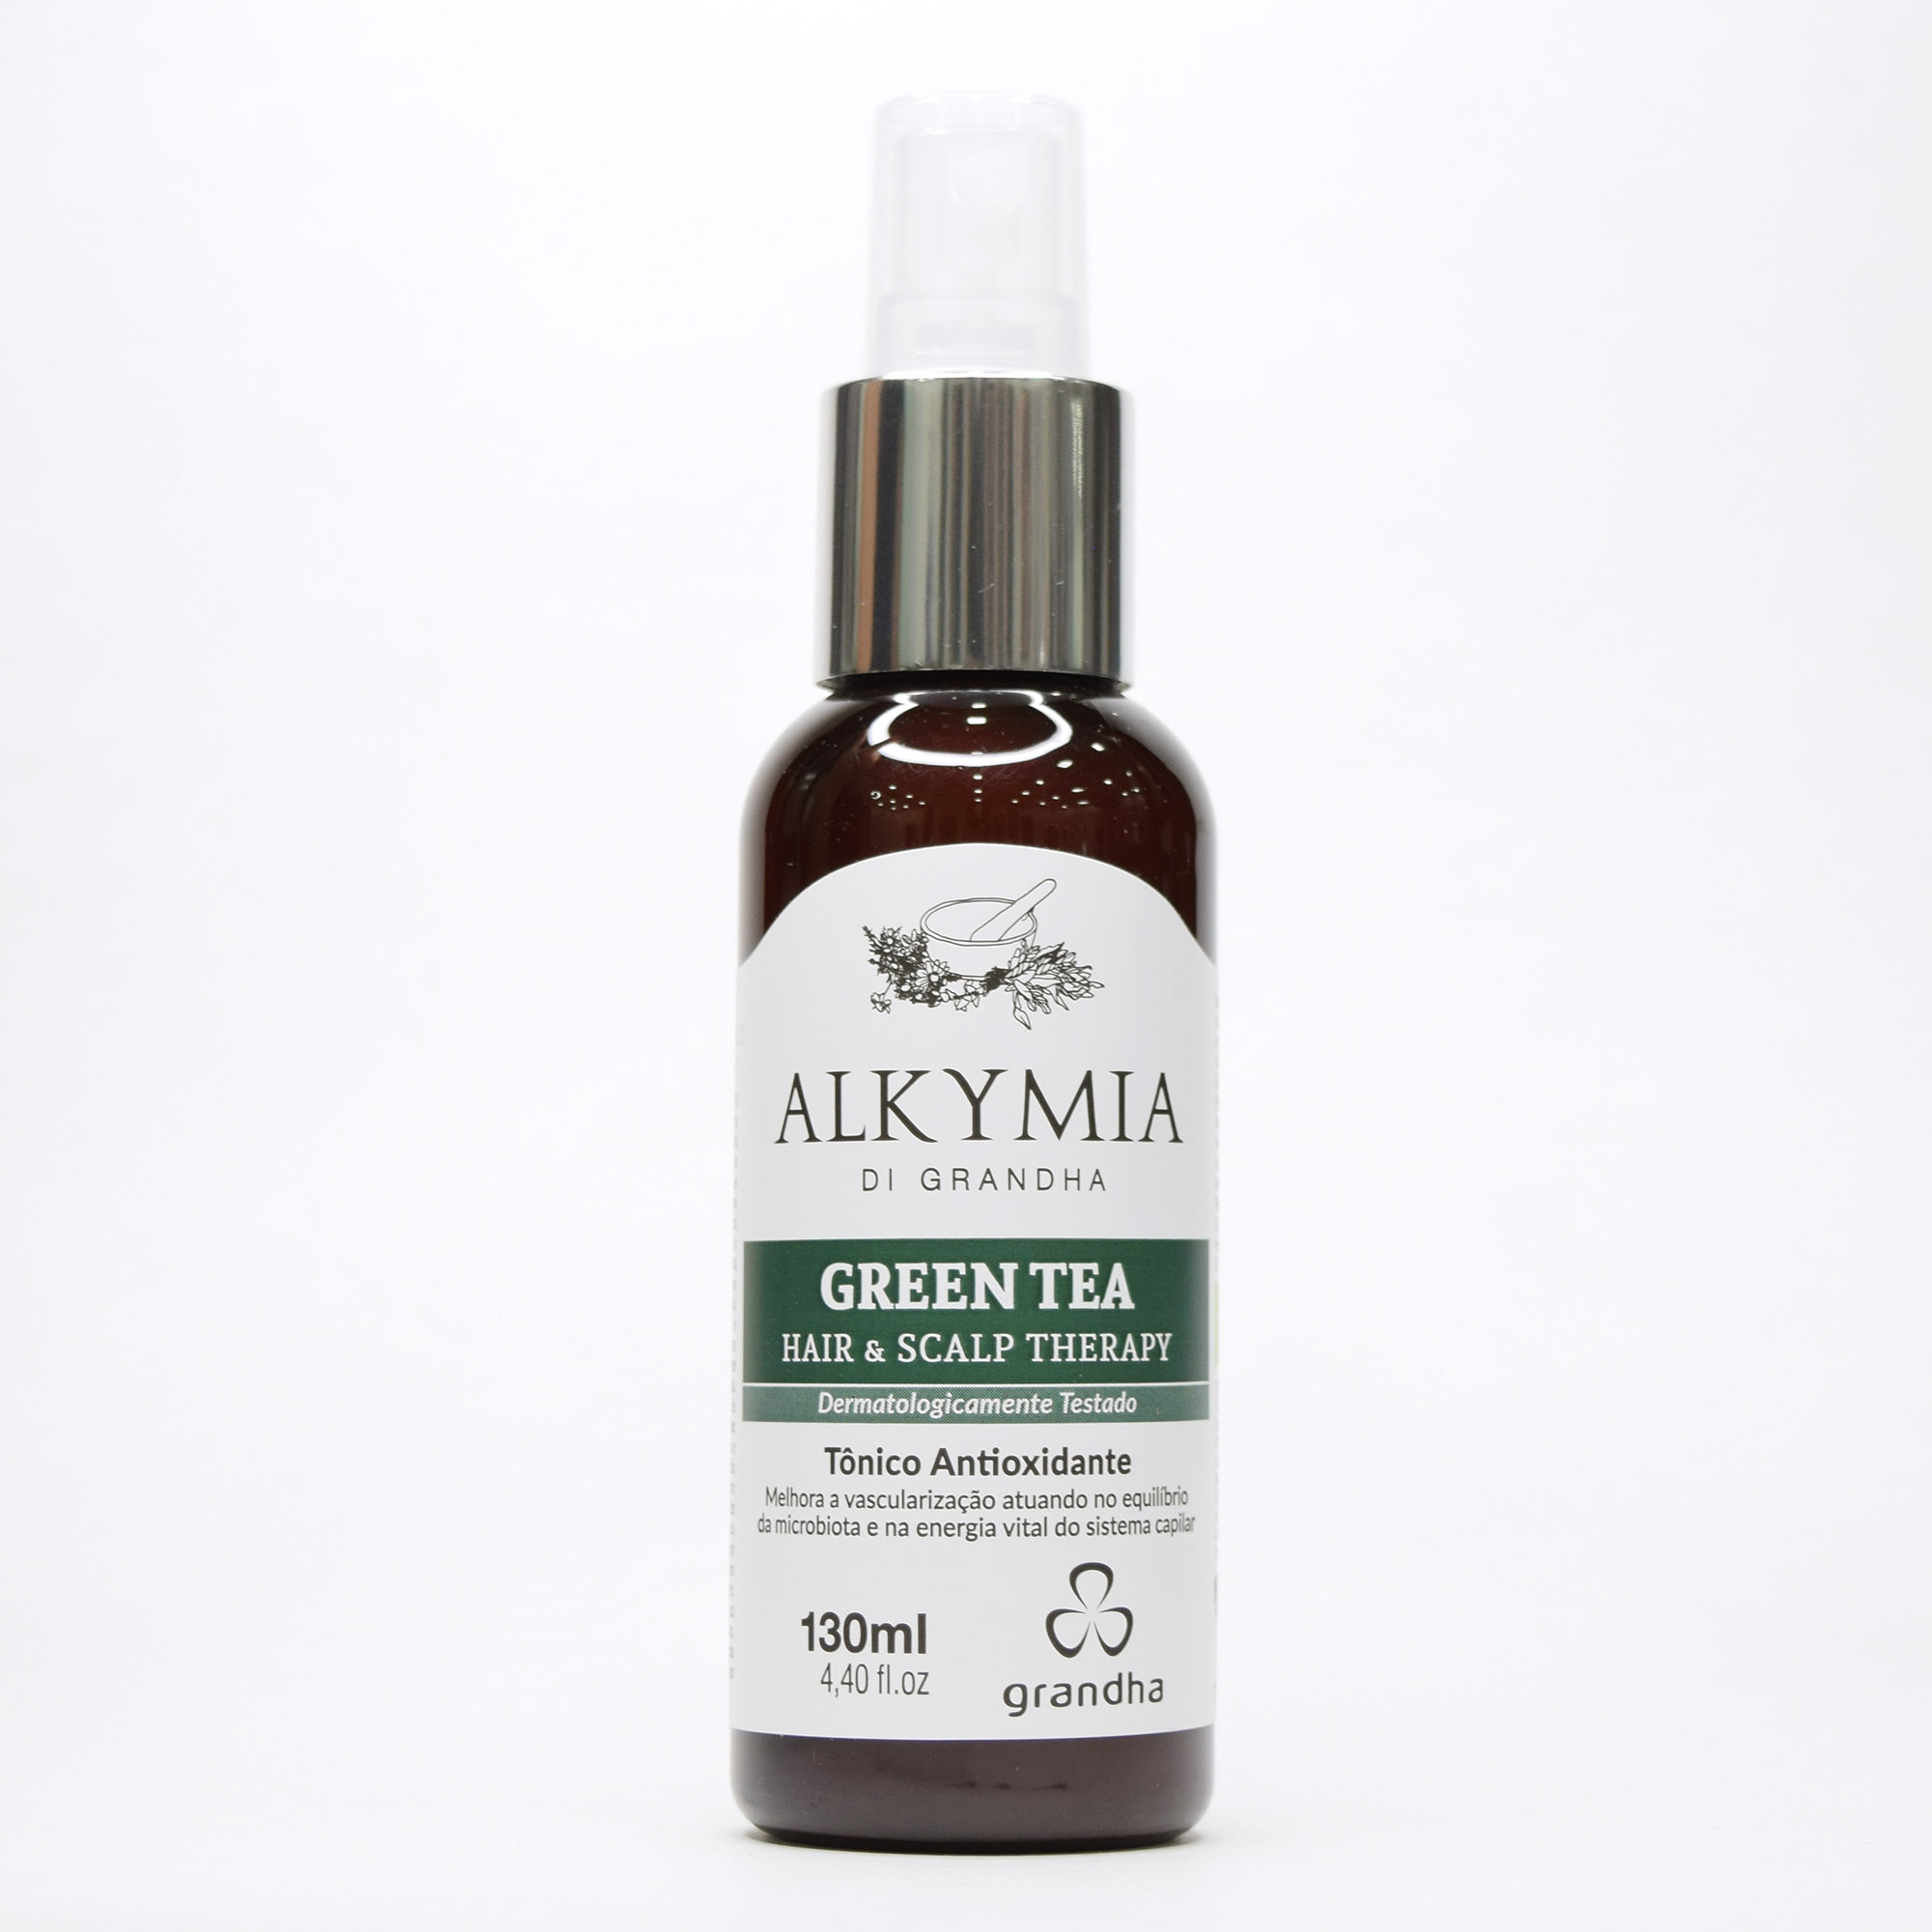 ALKYMIA
DI GRANDHA
GREEN TEA
HAIR & SCALP THERAPY
Dermatologicamente Testado
Tônico Antioxidante
Melhora a vascularização atuando no equilíbrio
da microbiota e na energia vital do sistema capilar
130ml
4,40 fl.oz
grandha